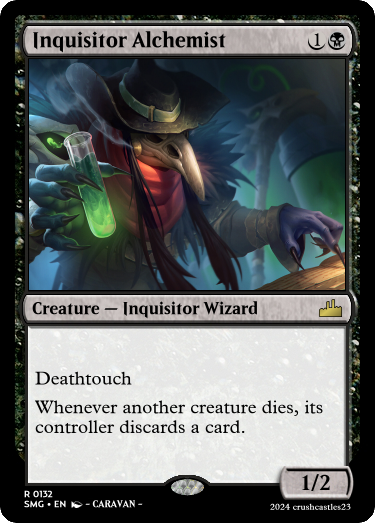 Inquisitor Alchemist 1
Creature — Inquisitor Wizard
Deathtouch
Whenever another creature dies, its
controller discards a card.
1/2
R 0132
SMG • EN - CARAVAN -
2024 crushcastles23